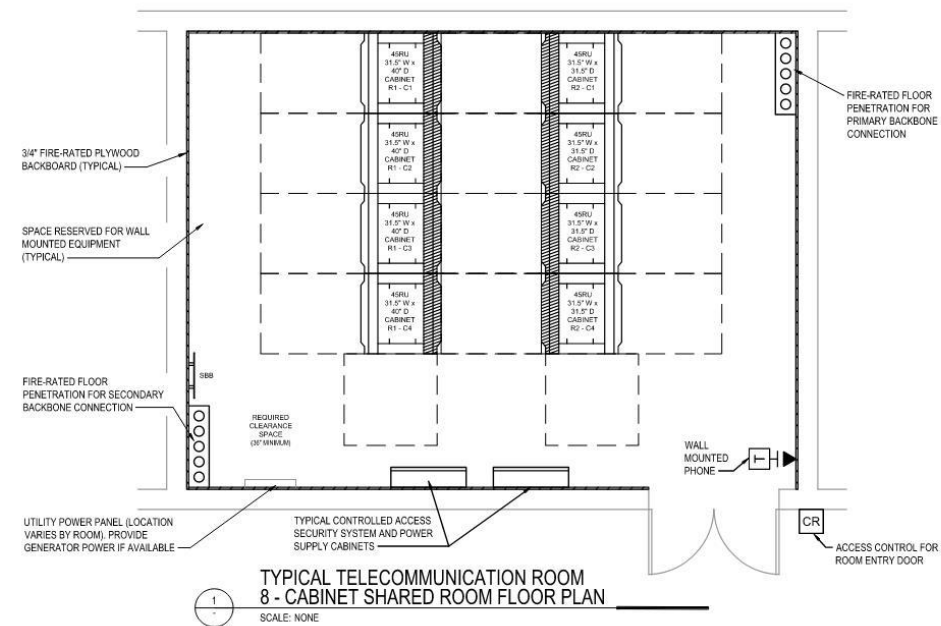 45RU
31.5" W x
40" D
CABINET
R1 - C1
45RU
31.5" W x
31.5" D
CABINET
R2 - C1
FIRE-RATED FLOOR
PENETRATION FOR
PRIMARY BACKBONE
CONNECTION
3/4" FIRE-RATED PLYWOOD
BACKBOARD (TYPICAL)
45RU
31.5" W x
40" D
CABINET
R1 - C2
45RU
31.5" W x
31.5" D
CABINET
R2 - C2
SPACE RESERVED FOR WALL
MOUNTED EQUIPMENT
(TYPICAL)
45RU
31.5" W x
40" D
CABINET
R1 - C3
45RU
31.5" W x
31.5" D
CABINET
R2 - C3
45RU
31.5" W x
40" D
CABINET
R1 - C4
45RU
31.5" W x
31.5" D
CABINET
R2 - C4
SBB
FIRE-RATED FLOOR
PENETRATION FOR SECONDARY
BACKBONE CONNECTION
REQUIRED
CLEARANCE
SPACE
(36" MINIMUM)
WALL
MOUNTED
PHONE
T
UTILITY POWER PANEL (LOCATION
VARIES BY ROOM). PROVIDE
GENERATOR POWER IF AVAILABLE
TYPICAL CONTROLLED ACCESS
SECURITY SYSTEM AND POWER
SUPPLY CABINETS
CR
ACCESS CONTROL FOR
ROOM ENTRY DOOR
1
-
TYPICAL TELECOMMUNICATION ROOM
8 - CABINET SHARED ROOM FLOOR PLAN
SCALE: NONE